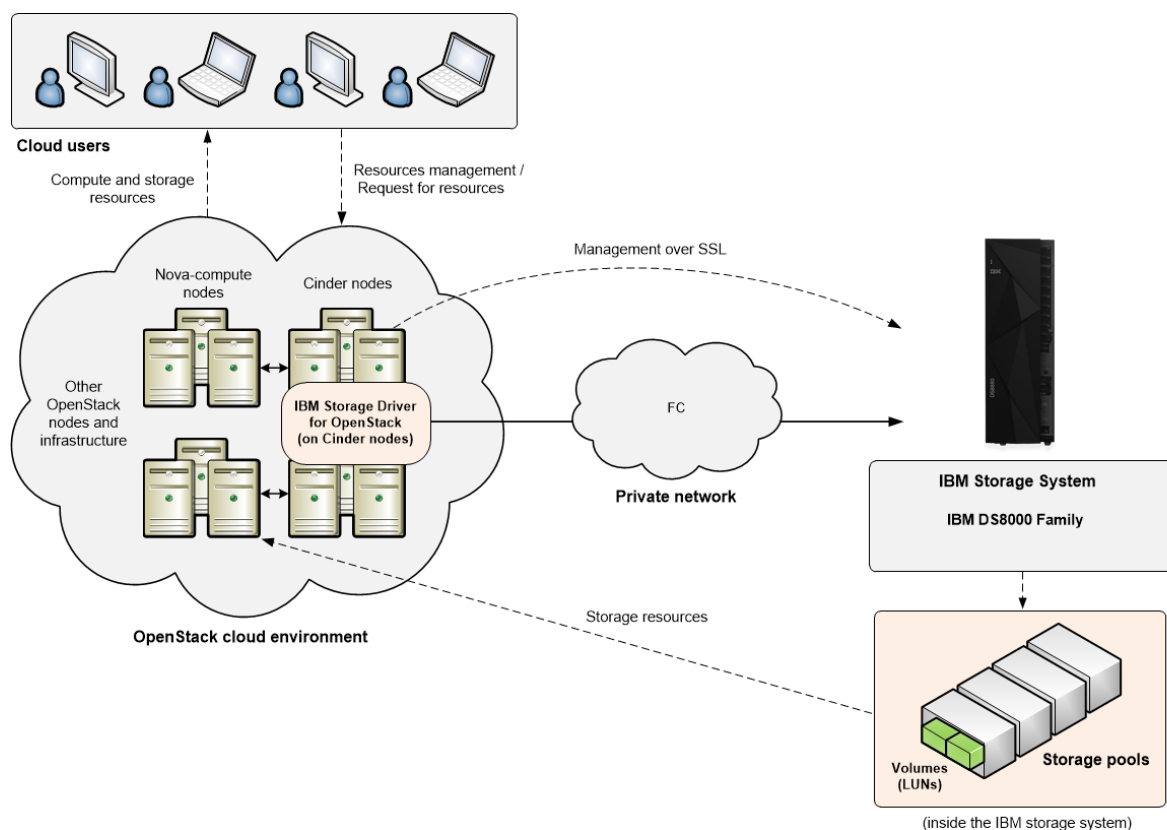 Cloud users
Compute and storage
resources
Resources management /
Request for resources
Management over SSL
Nova-compute
nodes
Cinder nodes
Other
OpenStack
nodes and
infrastructure
IBM Storage Driver
for OpenStack
(on Cinder nodes)
FC
Private network
IBM Storage System
IBM DS8000 Family
OpenStack cloud environment
Storage resources
Volumes
(LUNs)
Storage pools
(inside the IBM storage system)